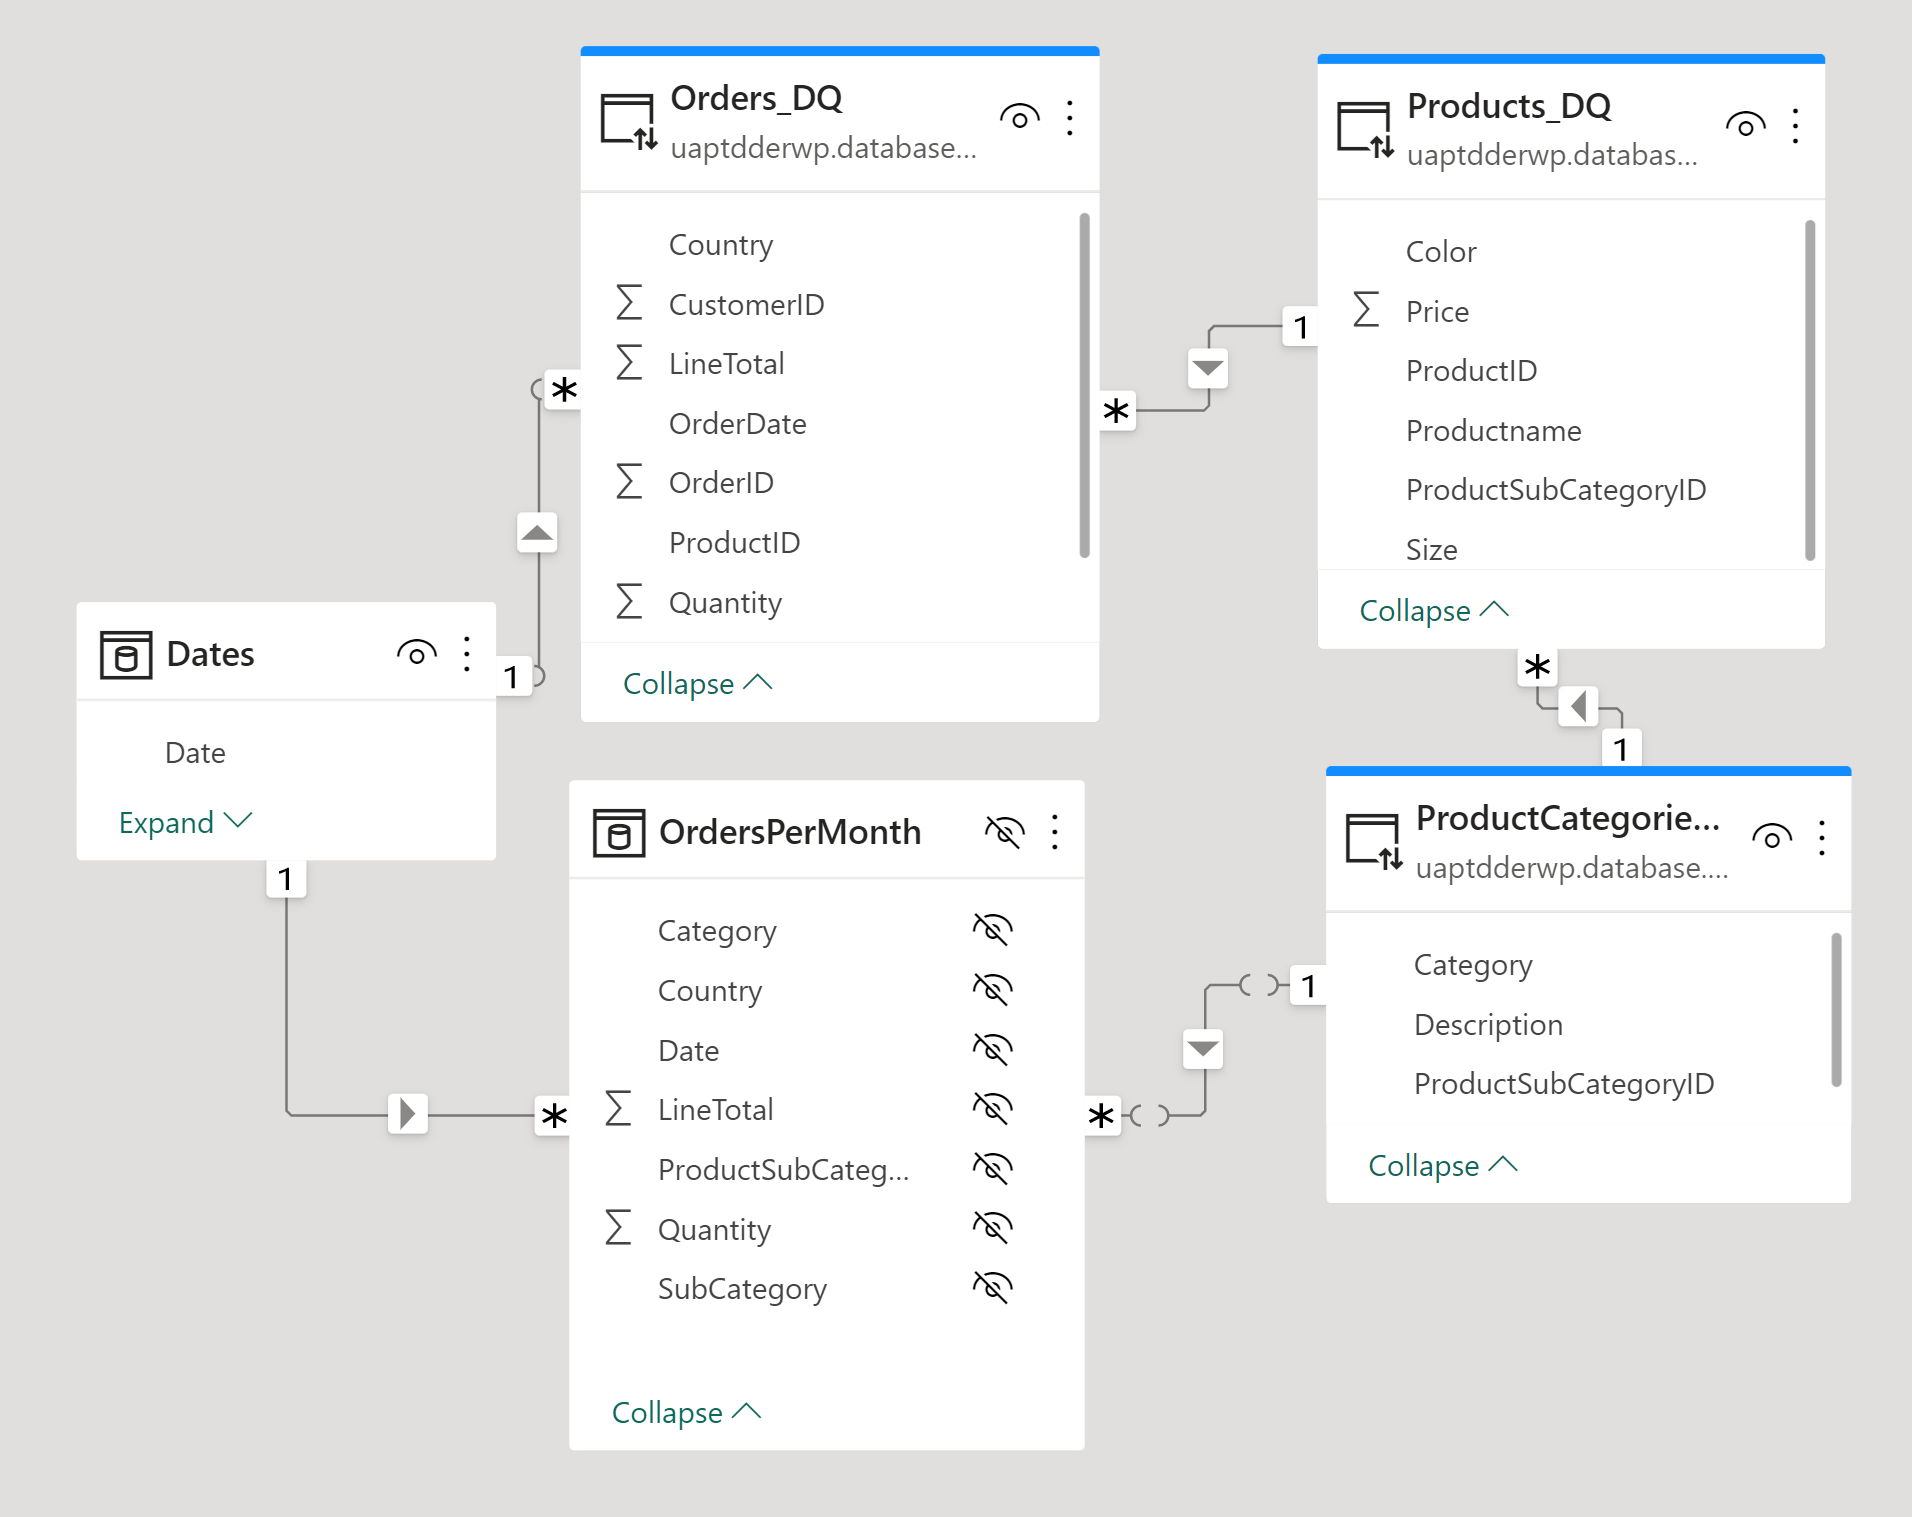 Orders_DQ
uaptdderwp.database...
Country
CustomerID
LineTotal
OrderDate
OrderID
ProductID
Quantity
Collapse
Products_DQ
uaptdderwp.databas...
Color
Price
ProductID
Productname
ProductSubCategoryID
Size
Collapse
*
1
*
1
Dates
Date
Expand
1
*
1
OrdersPerMonth
Category
Country
Date
LineTotal
ProductSubCateg...
Quantity
SubCategory
Collapse
*
*
1
ProductCategorie...
uaptdderwp.database....
Category
Description
ProductSubCategoryID
Collapse
1
*